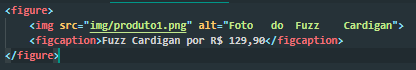 <figure>
<img src="img/produto1.png" alt="Foto do Fuzz Cardigan">
<figcaption>Fuzz Cardigan por R$ 129,90</figcaption>
</figure>